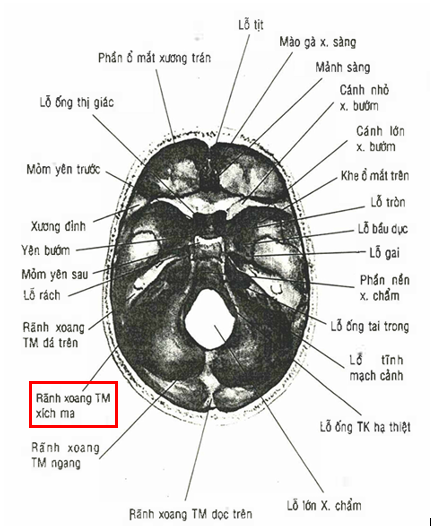 Lỗ tịt
Mào gà x. sàng
Phần ổ mắt xương trán
Mảnh sàng
Cánh nhỏ
x. bướm
Lỗ ống thị giác
Cánh lớn
x. bướm
Mỏm yên trước
Khe ổ mắt trên
Lỗ tròn
Xương đỉnh
Lỗ bầu dục
Yên bướm
Lỗ gai
Mỏm yên sau
Phần nền
x. chẩm
Lỗ rách
Rãnh xoang
TM đá trên
Lỗ ống tai trong
Lỗ tĩnh
mạch cảnh
Rãnh xoang TM
xích ma
Lỗ ống TK hạ thiệt
Rãnh xoang
TM ngang
Lỗ lớn X. chẩm
Rãnh xoang TM dọc trên